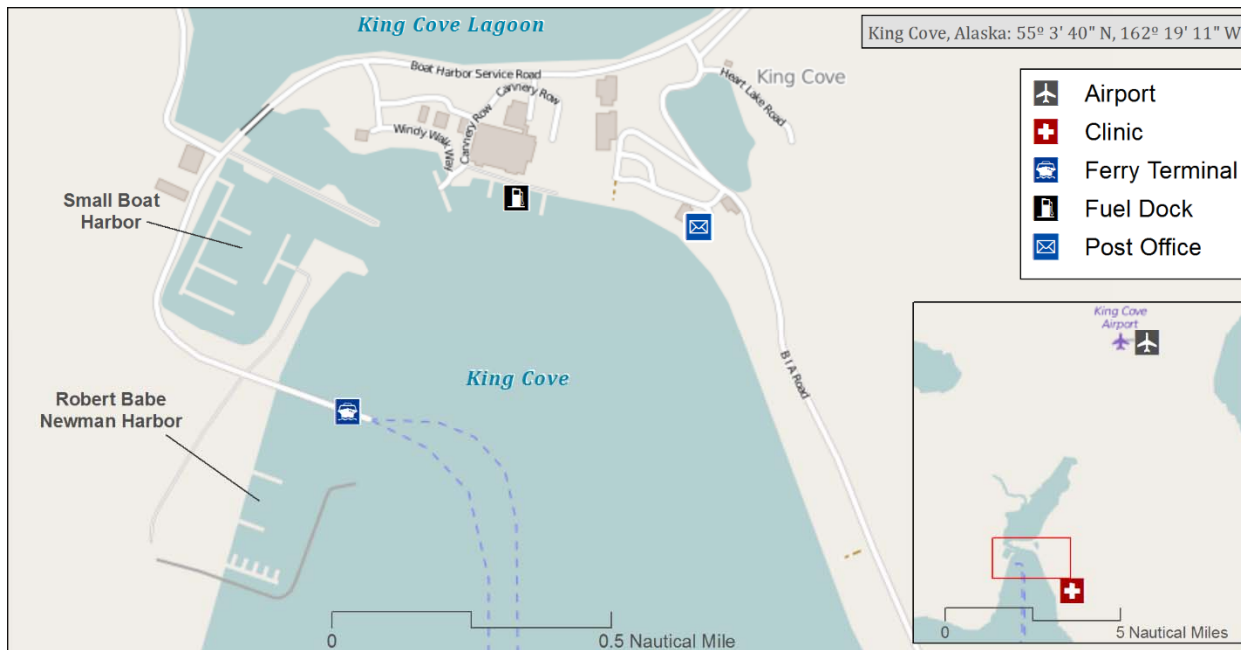 King Cove Lagoon
King Cove, Alaska: 55º 3' 40" N, 162º 19' 11" W
Boat Harbor Service Road
Cannery Row
Heart Lake Road
King Cove
Windy Walk Way
Cannery Row
Airport
Clinic
Ferry Terminal
Fuel Dock
Post Office
Small Boat
Harbor
King Cove
B I A Road
Robert Babe
Newman Harbor
King Cove
Airport
0
0.5 Nautical Mile
0
5 Nautical Miles